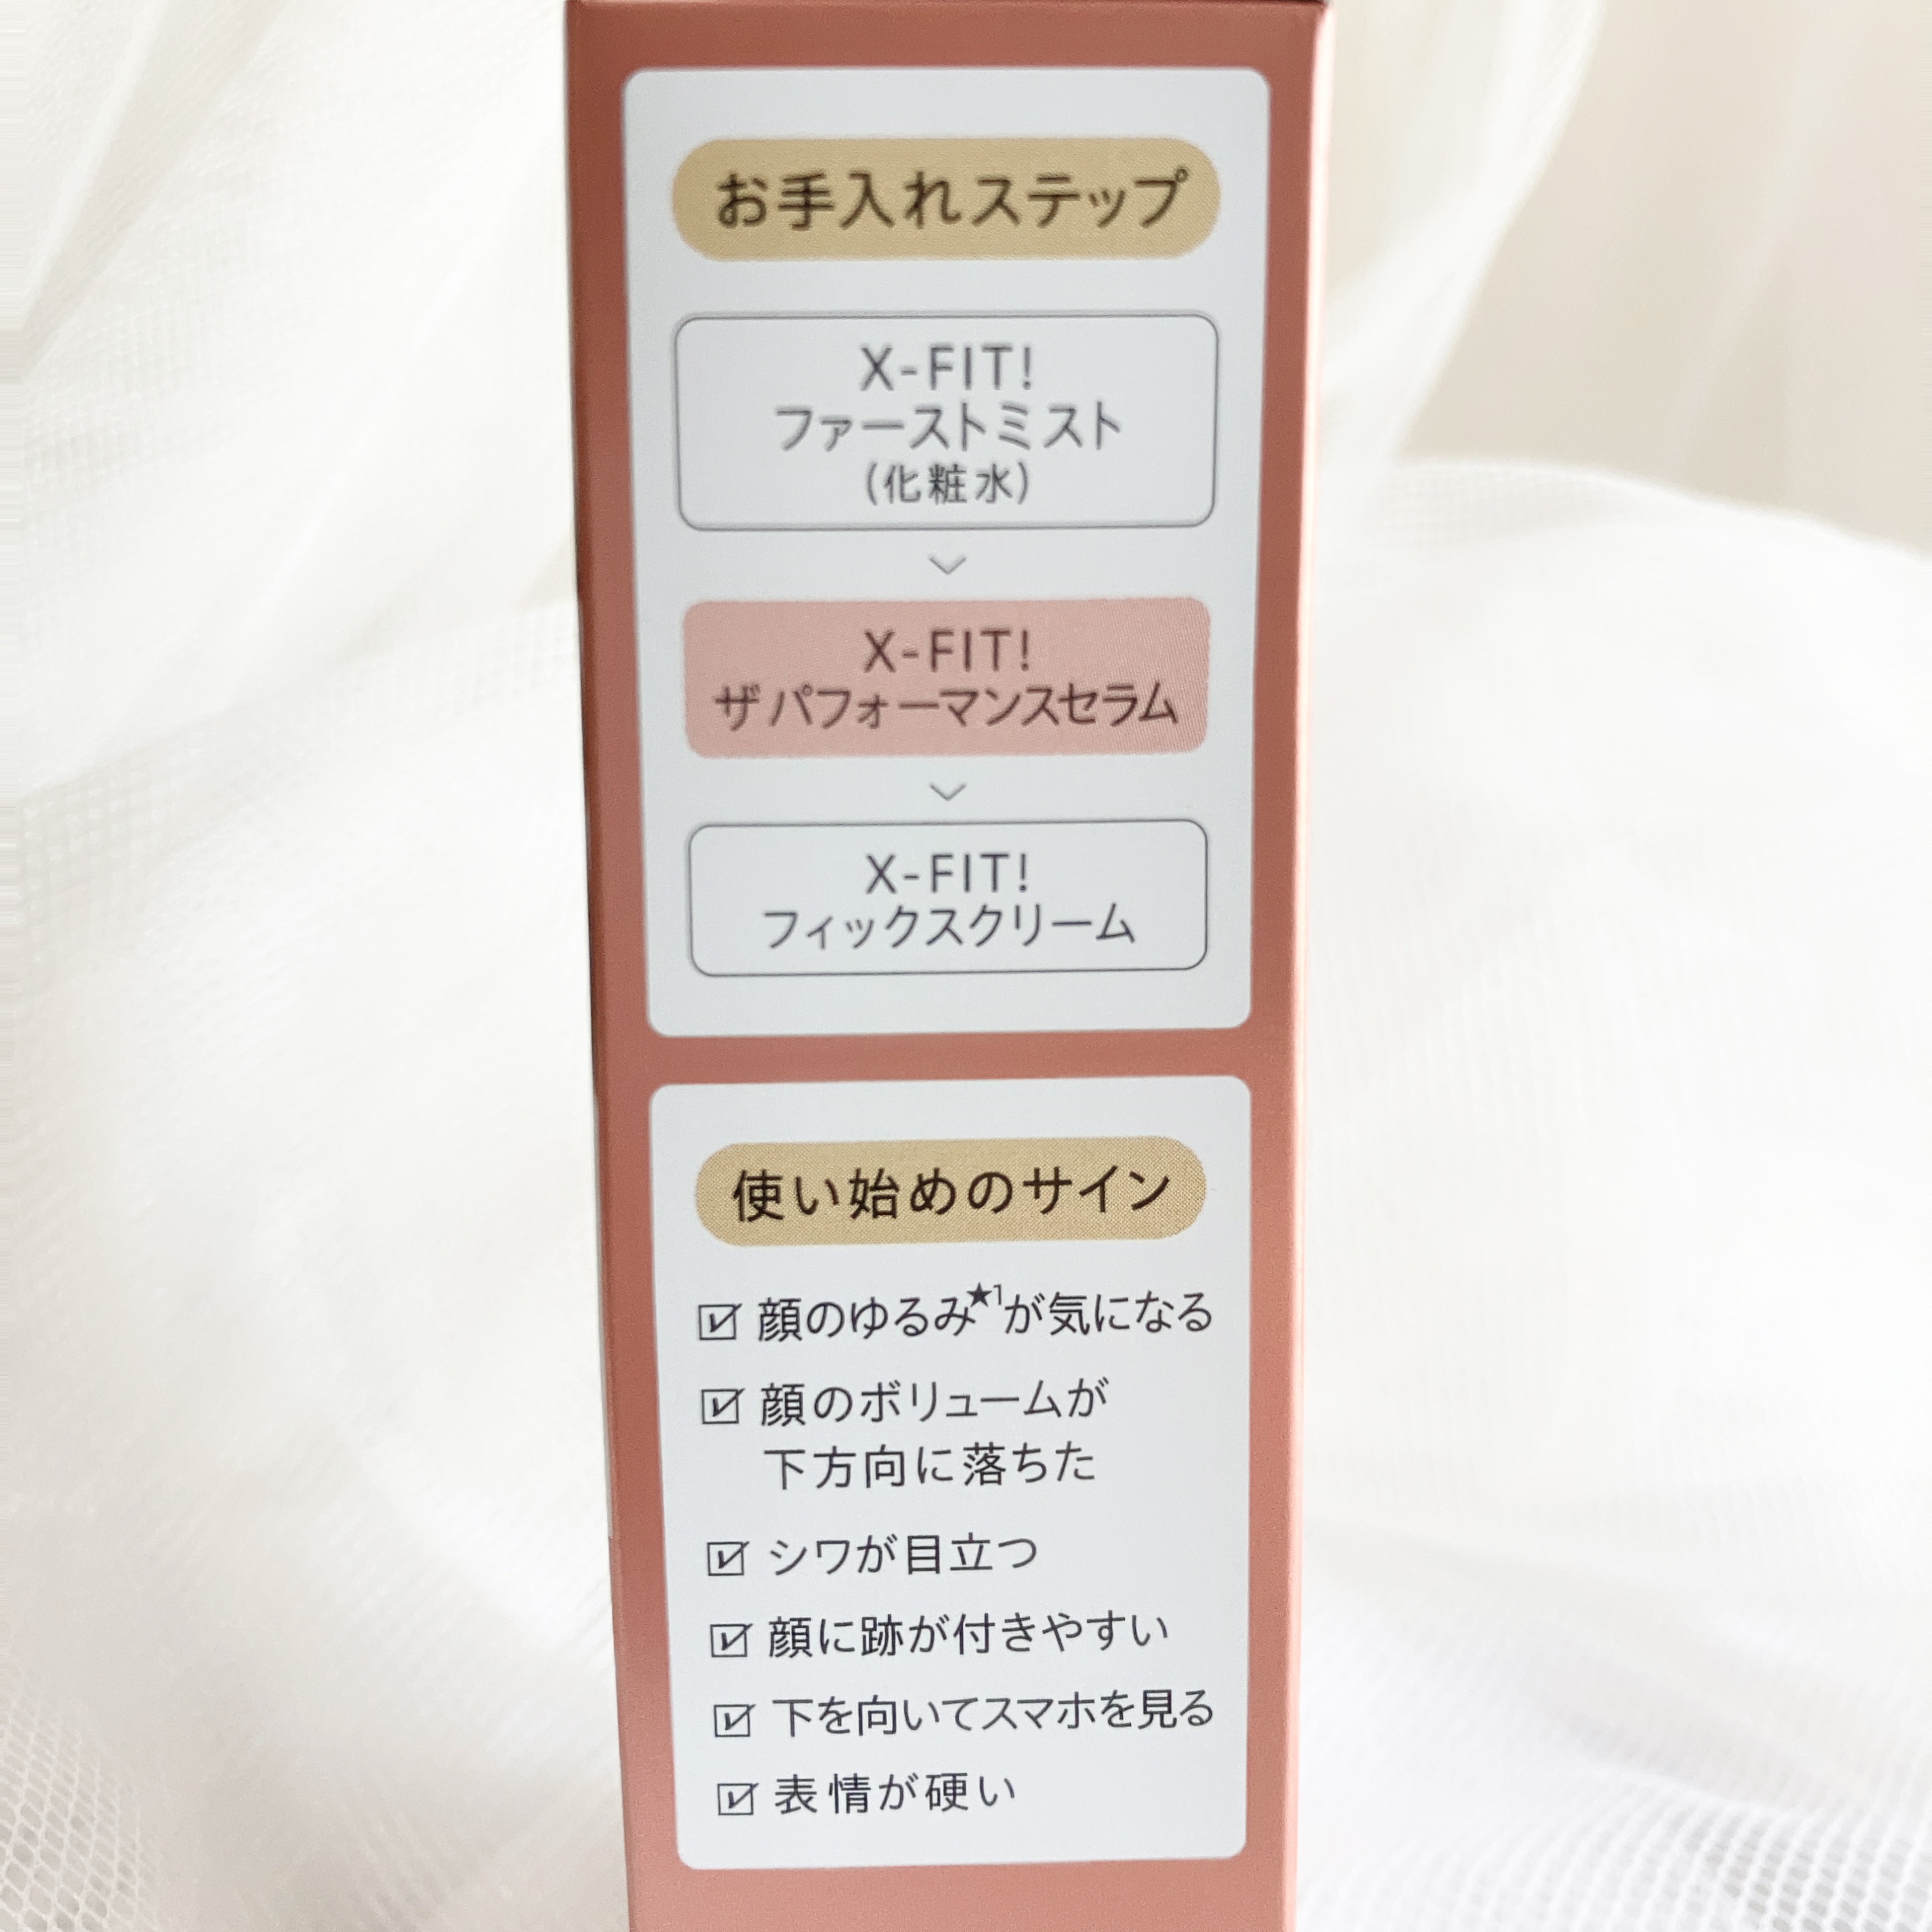 お手入れステップ
X-FIT!
ファーストミスト
(化粧水)
X-FIT!
ザ パフォーマンスセラム
X-FIT!
フィックスクリーム
使い始めのサイン
☑ 顔のゆるみ★1が気になる
☑ 顔のボリュームが
下方向に落ちた
☑ シワが目立つ
☑ 顔に跡が付きやすい
☑ 下を向いてスマホを見る
☑ 表情が硬い